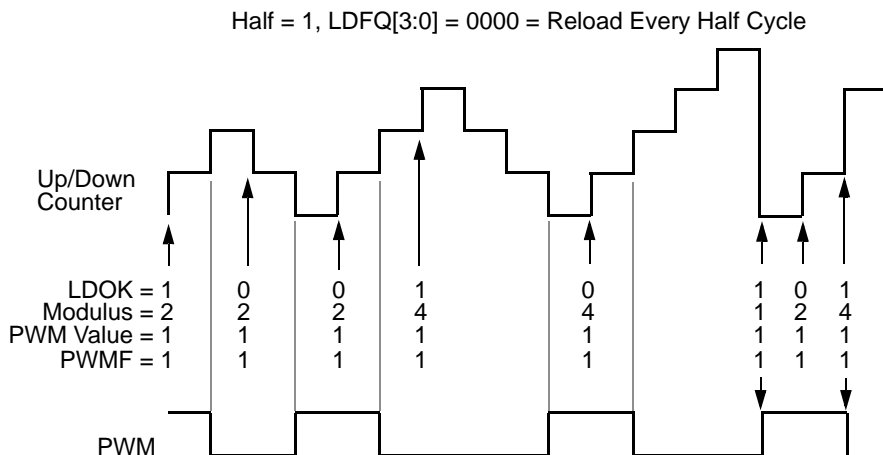 Half = 1, LDFQ[3:0] = 0000 = Reload Every Half Cycle
Up/Down
Counter
LDOK = 1 0 0 1 0 1 0 1
Modulus = 2 2 2 4 4 1 2 4
PWM Value = 1 1 1 1 1 1 1 1
PWMF = 1 1 1 1 1 1 1 1
PWM